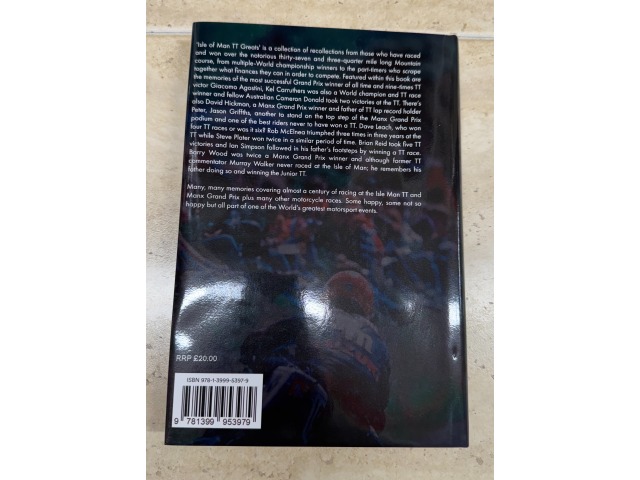 'Isle of Man TT Greats' is a collection of recollections from those who have raced
and won over the notorious thirty-seven and three-quarter mile long Mountain
course, from multiple-World championship winners to the part-timers who scrape
together what finances they can in order to compete. Featured within this book are
the memories of the most successful Grand Prix winner of all time and nine-times TT
victor Giacomo Agostini, Kel Carruthers was also a World champion and TT race
winner and fellow Australian Cameron Donald took two victories at the TT. There's
also David Hickman, a Manx Grand Prix winner and father of TT lap record holder
Peter, Jason Griffths, another to stand on the top step of the Manx Grand Prix
podium and one of the best riders never to have won a TT. Dave Leach, who won
four TT races or was it six? Rob McElnea triumphed three times in three years at the
TT while Steve Plater won twice in a similar period of time. Brian Reid took five TT
victories and Ian Simpson followed in his father's footsteps by winning a TT race.
Barry Wood was twice a Manx Grand Prix winner and although former TT
commentator Murray Walker never raced at the Isle of Man; he remembers his
father doing so and winning the Junior TT.
Many, many memories covering almost a century of racing at the Isle Man TT and
Manx Grand Prix plus many other motorcycle races. Some happy, some not so
happy but all part of one of the World's greatest motorsport events.
RRP £20.00
ISBN 978-1-3999-5397-9
9 781399 953979